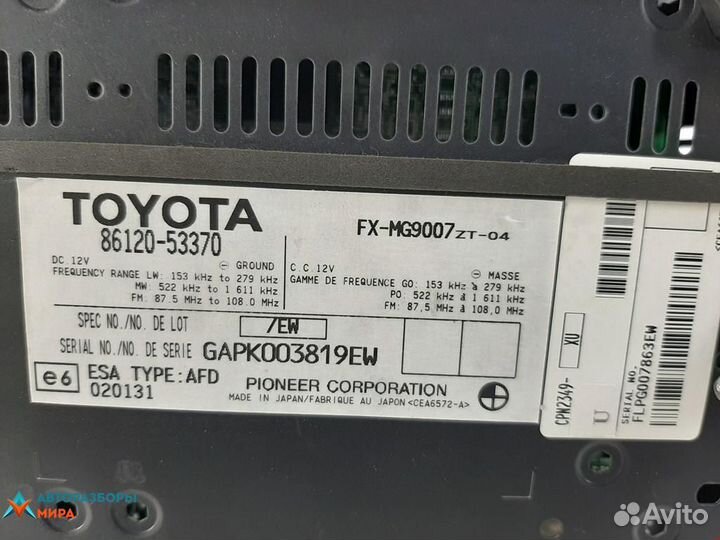 TOYOTA
86120-53370
FX-MG9007ZT-04
DC. 12V ⊖ GROUND
FREQUENCY RANGE LW: 153 kHz to 279 kHz
MW: 522 kHz to 1 611 kHz
FM: 87.5 MHz to 108.0 MHz
C.C 12V ⊖ MASSE
GAMME DE FREQUENCE GO: 153 kHz à 279 kHz
PO: 522 kHz à 1 611 kHz
FM: 87,5 MHz à 108,0 MHz
SPEC NO./NO. DE LOT /EW
SERIAL NO./NO. DE SERIE GAPK003819EW
e6 ESA TYPE:AFD
020131
PIONEER CORPORATION
MADE IN JAPAN/FABRIQUE AU JAPON <CEA6572-A>
CPW2349- XU
U
SERIAL NO.
FLPG007863EW
АВТОРАЗБОРЫ
МИРА
Avito